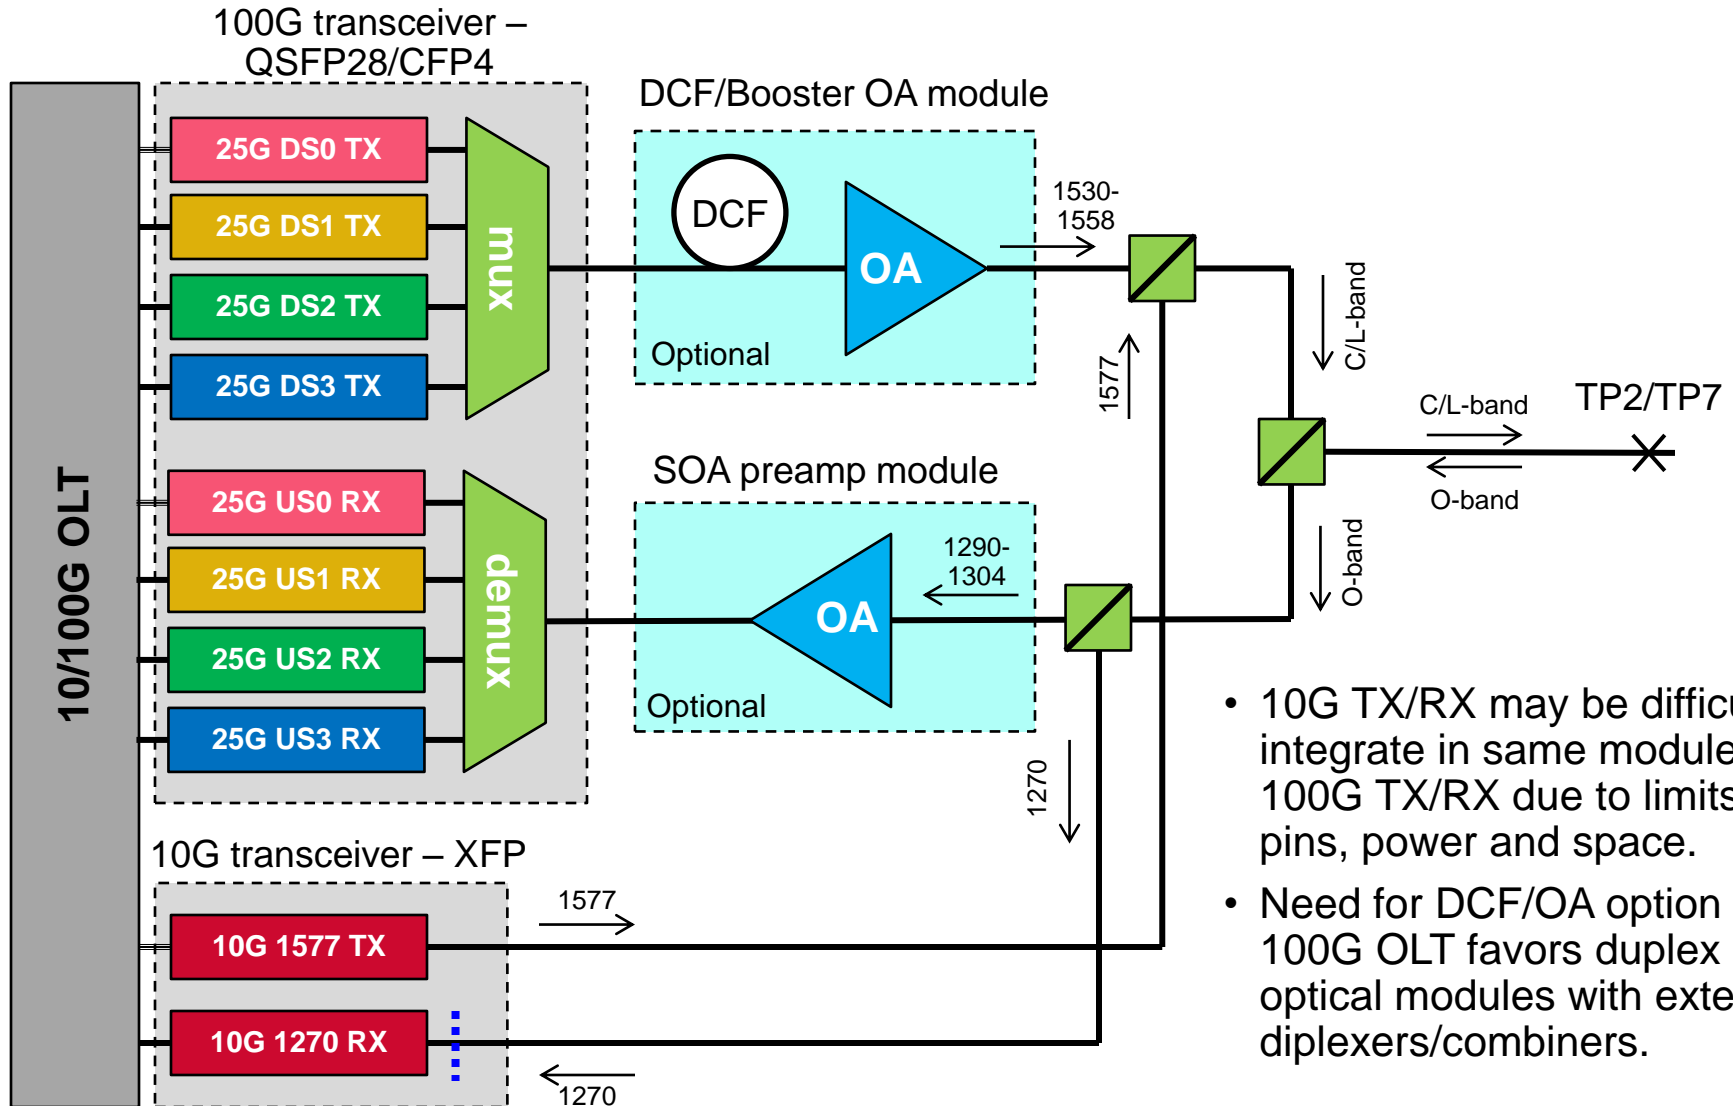 100G transceiver –
QSFP28/CFP4
DCF/Booster OA module
25G DS0 TX
25G DS1 TX
25G DS2 TX
25G DS3 TX
mux
DCF
OA
Optional
1530-
1558
1577
C/L-band
C/L-band
TP2/TP7
O-band
O-band
10/100G OLT
25G US0 RX
25G US1 RX
25G US2 RX
25G US3 RX
demux
SOA preamp module
OA
1290-
1304
Optional
1270
10G transceiver – XFP
10G 1577 TX
10G 1270 RX
1577
1270
• 10G TX/RX may be
integrate in same module
100G TX/RX due to limits
pins, power and space.
• Need for DCF/OA option
100G OLT favors duplex
optical modules with
diplexers/combiners.